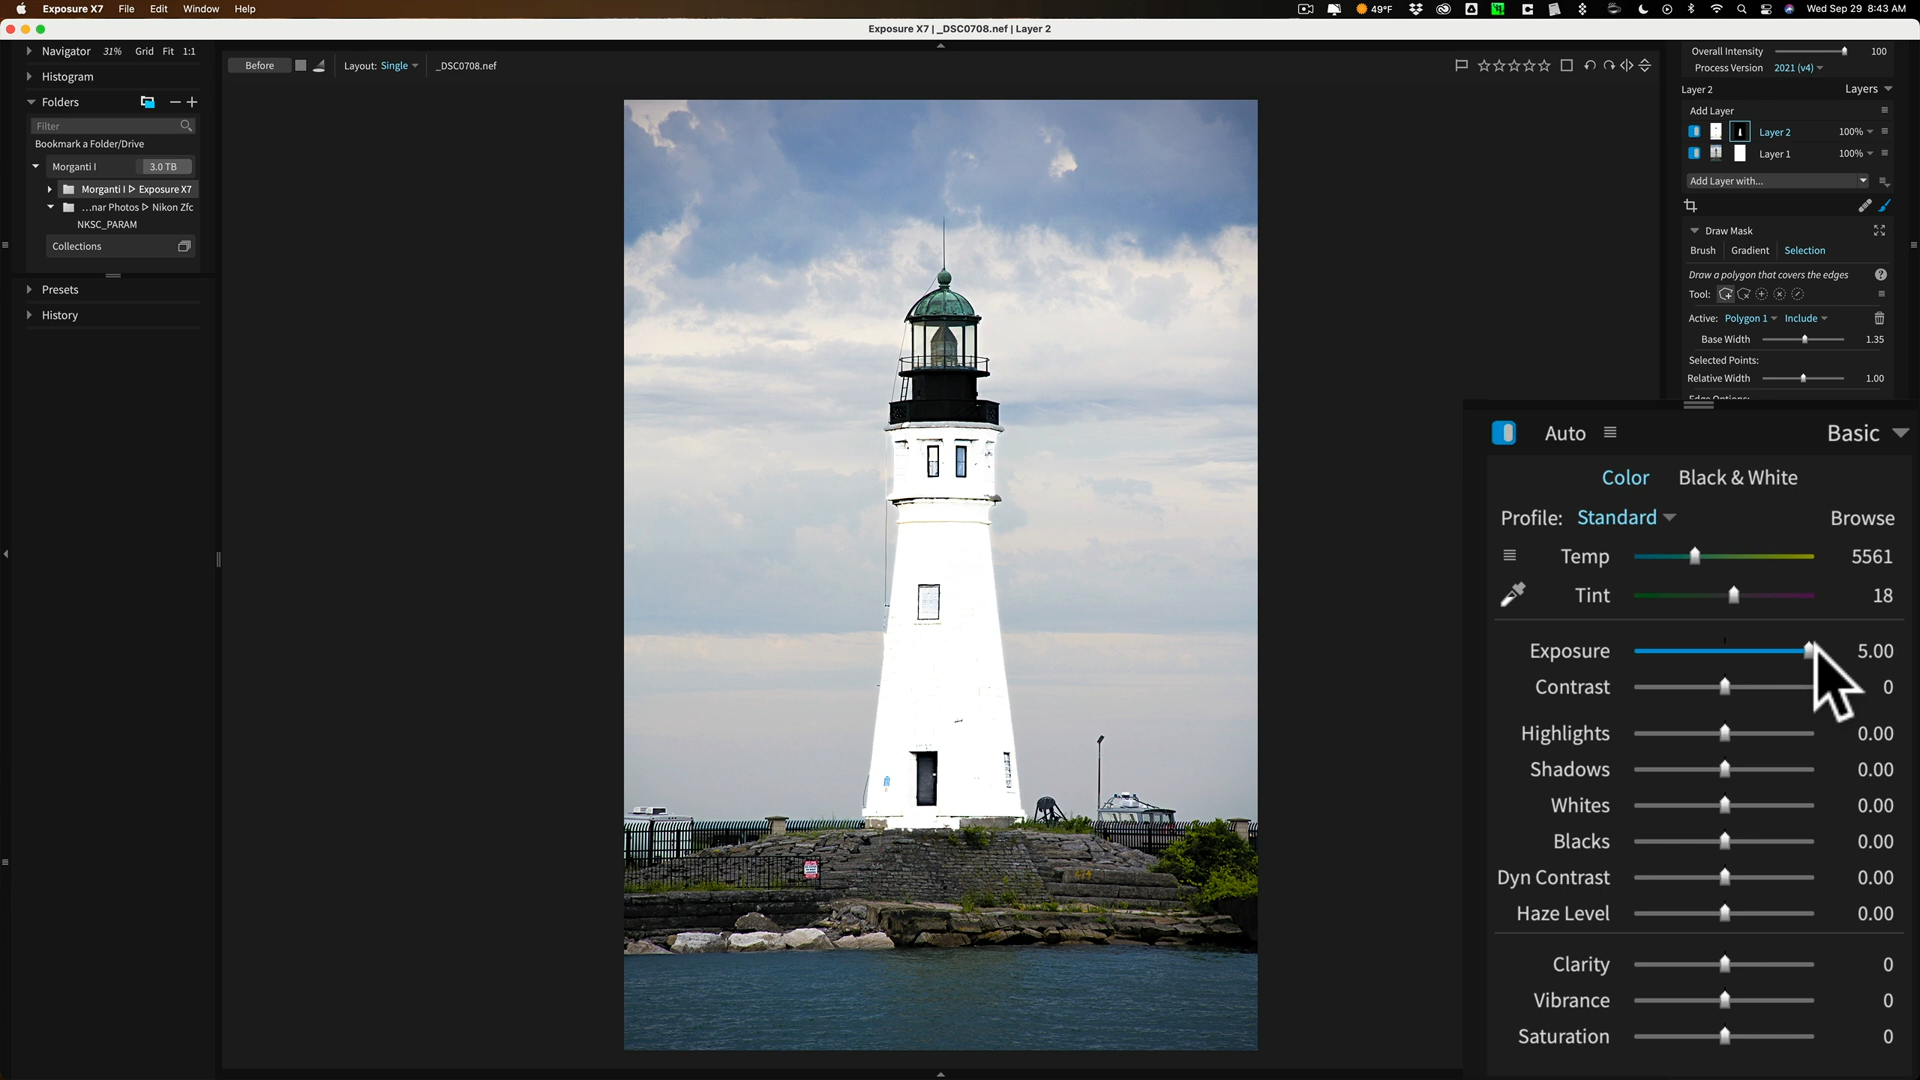 Exposure X7 File Edit Window Help 49°F Wed Sep 29 8:43 AM
Exposure X7 | _DSC0708.nef | Layer 2
Navigator 31% Grid Fit 1:1
Histogram
Folders
Filter
Bookmark a Folder/Drive
Morganti I 3.0 TB
Morganti I ▷ Exposure X7
...nar Photos ▷ Nikon Zfc
NKSC_PARAM
Collections
Presets
History
Before Layout: Single _DSC0708.nef
Overall Intensity 100
Process Version 2021 (v4)
Layer 2 Layers
Add Layer
Layer 2 100%
Layer 1 100%
Add Layer with...
Draw Mask
Brush Gradient Selection
Draw a polygon that covers the edges
Tool:
Active: Polygon 1 Include
Base Width 1.35
Selected Points:
Relative Width 1.00
Edge Options:
Auto Basic
Color Black & White
Profile: Standard Browse
Temp 5561
Tint 18
Exposure 5.00
Contrast 0
Highlights 0.00
Shadows 0.00
Whites 0.00
Blacks 0.00
Dyn Contrast 0.00
Haze Level 0.00
Clarity 0
Vibrance 0
Saturation 0